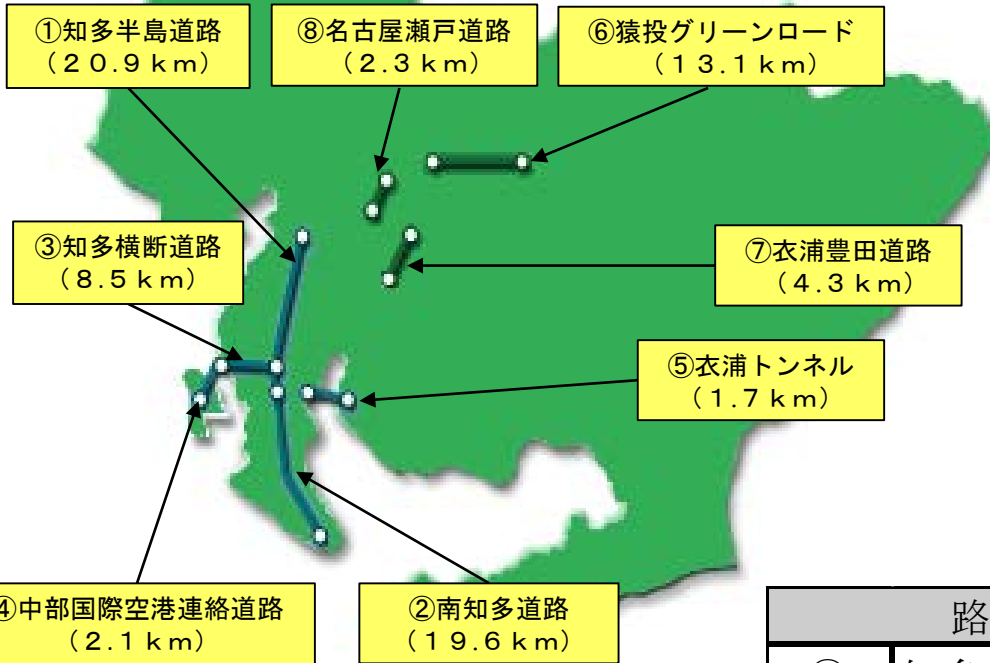 ①知多半島道路
(20.9km)
⑧名古屋瀬戸道路
(2.3km)
⑥猿投グリーンロード
(13.1km)
③知多横断道路
(8.5km)
⑦衣浦豊田道路
(4.3km)
⑤衣浦トンネル
(1.7km)
④中部国際空港連絡道路
(2.1km)
②南知多道路
(19.6km)
路